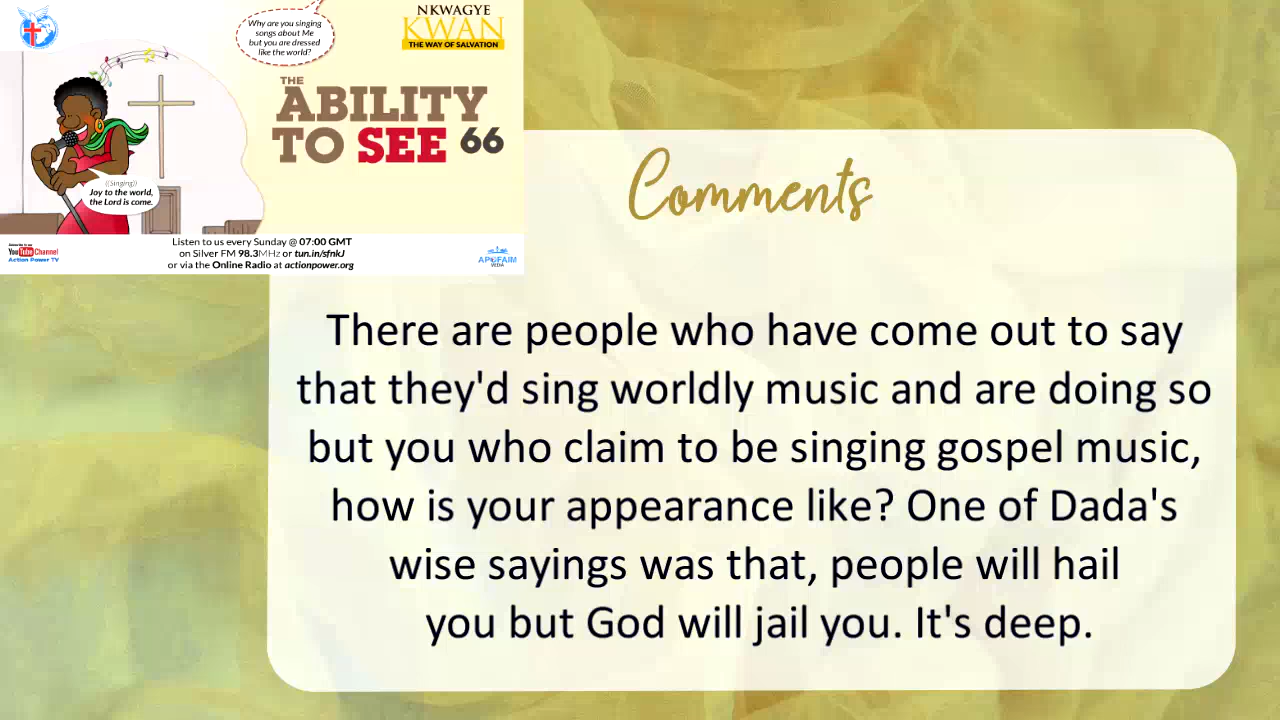 Why are you singing
songs about Me
but you are dressed
like the world?
NKWAGYE
KWAN
THE WAY OF SALVATION
THE
ABILITY
TO SEE 66
((Singing))
Joy to the world,
the Lord is come.
YouTube Channel
Action Power TV
Listen to us every Sunday @ 07:00 GMT
on Silver FM 98.3MHz or tun.in/sfnkJ
or via the Online Radio at actionpower.org
Comments
There are people who have come out to say
that they'd sing worldly music and are doing so
but you who claim to be singing gospel music,
how is your appearance like? One of Dada's
wise sayings was that, people will hail
you but God will jail you. It's deep.